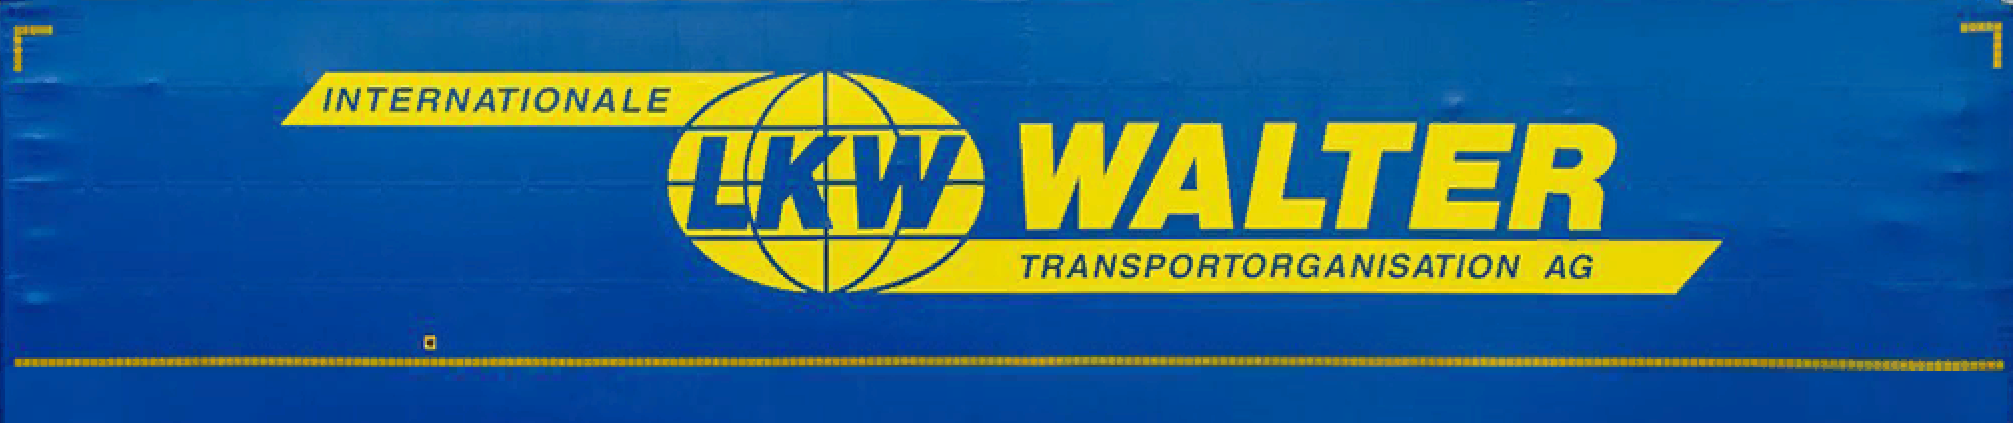 INTERNATIONALE
LKW WALTER
TRANSPORTORGANISATION AG